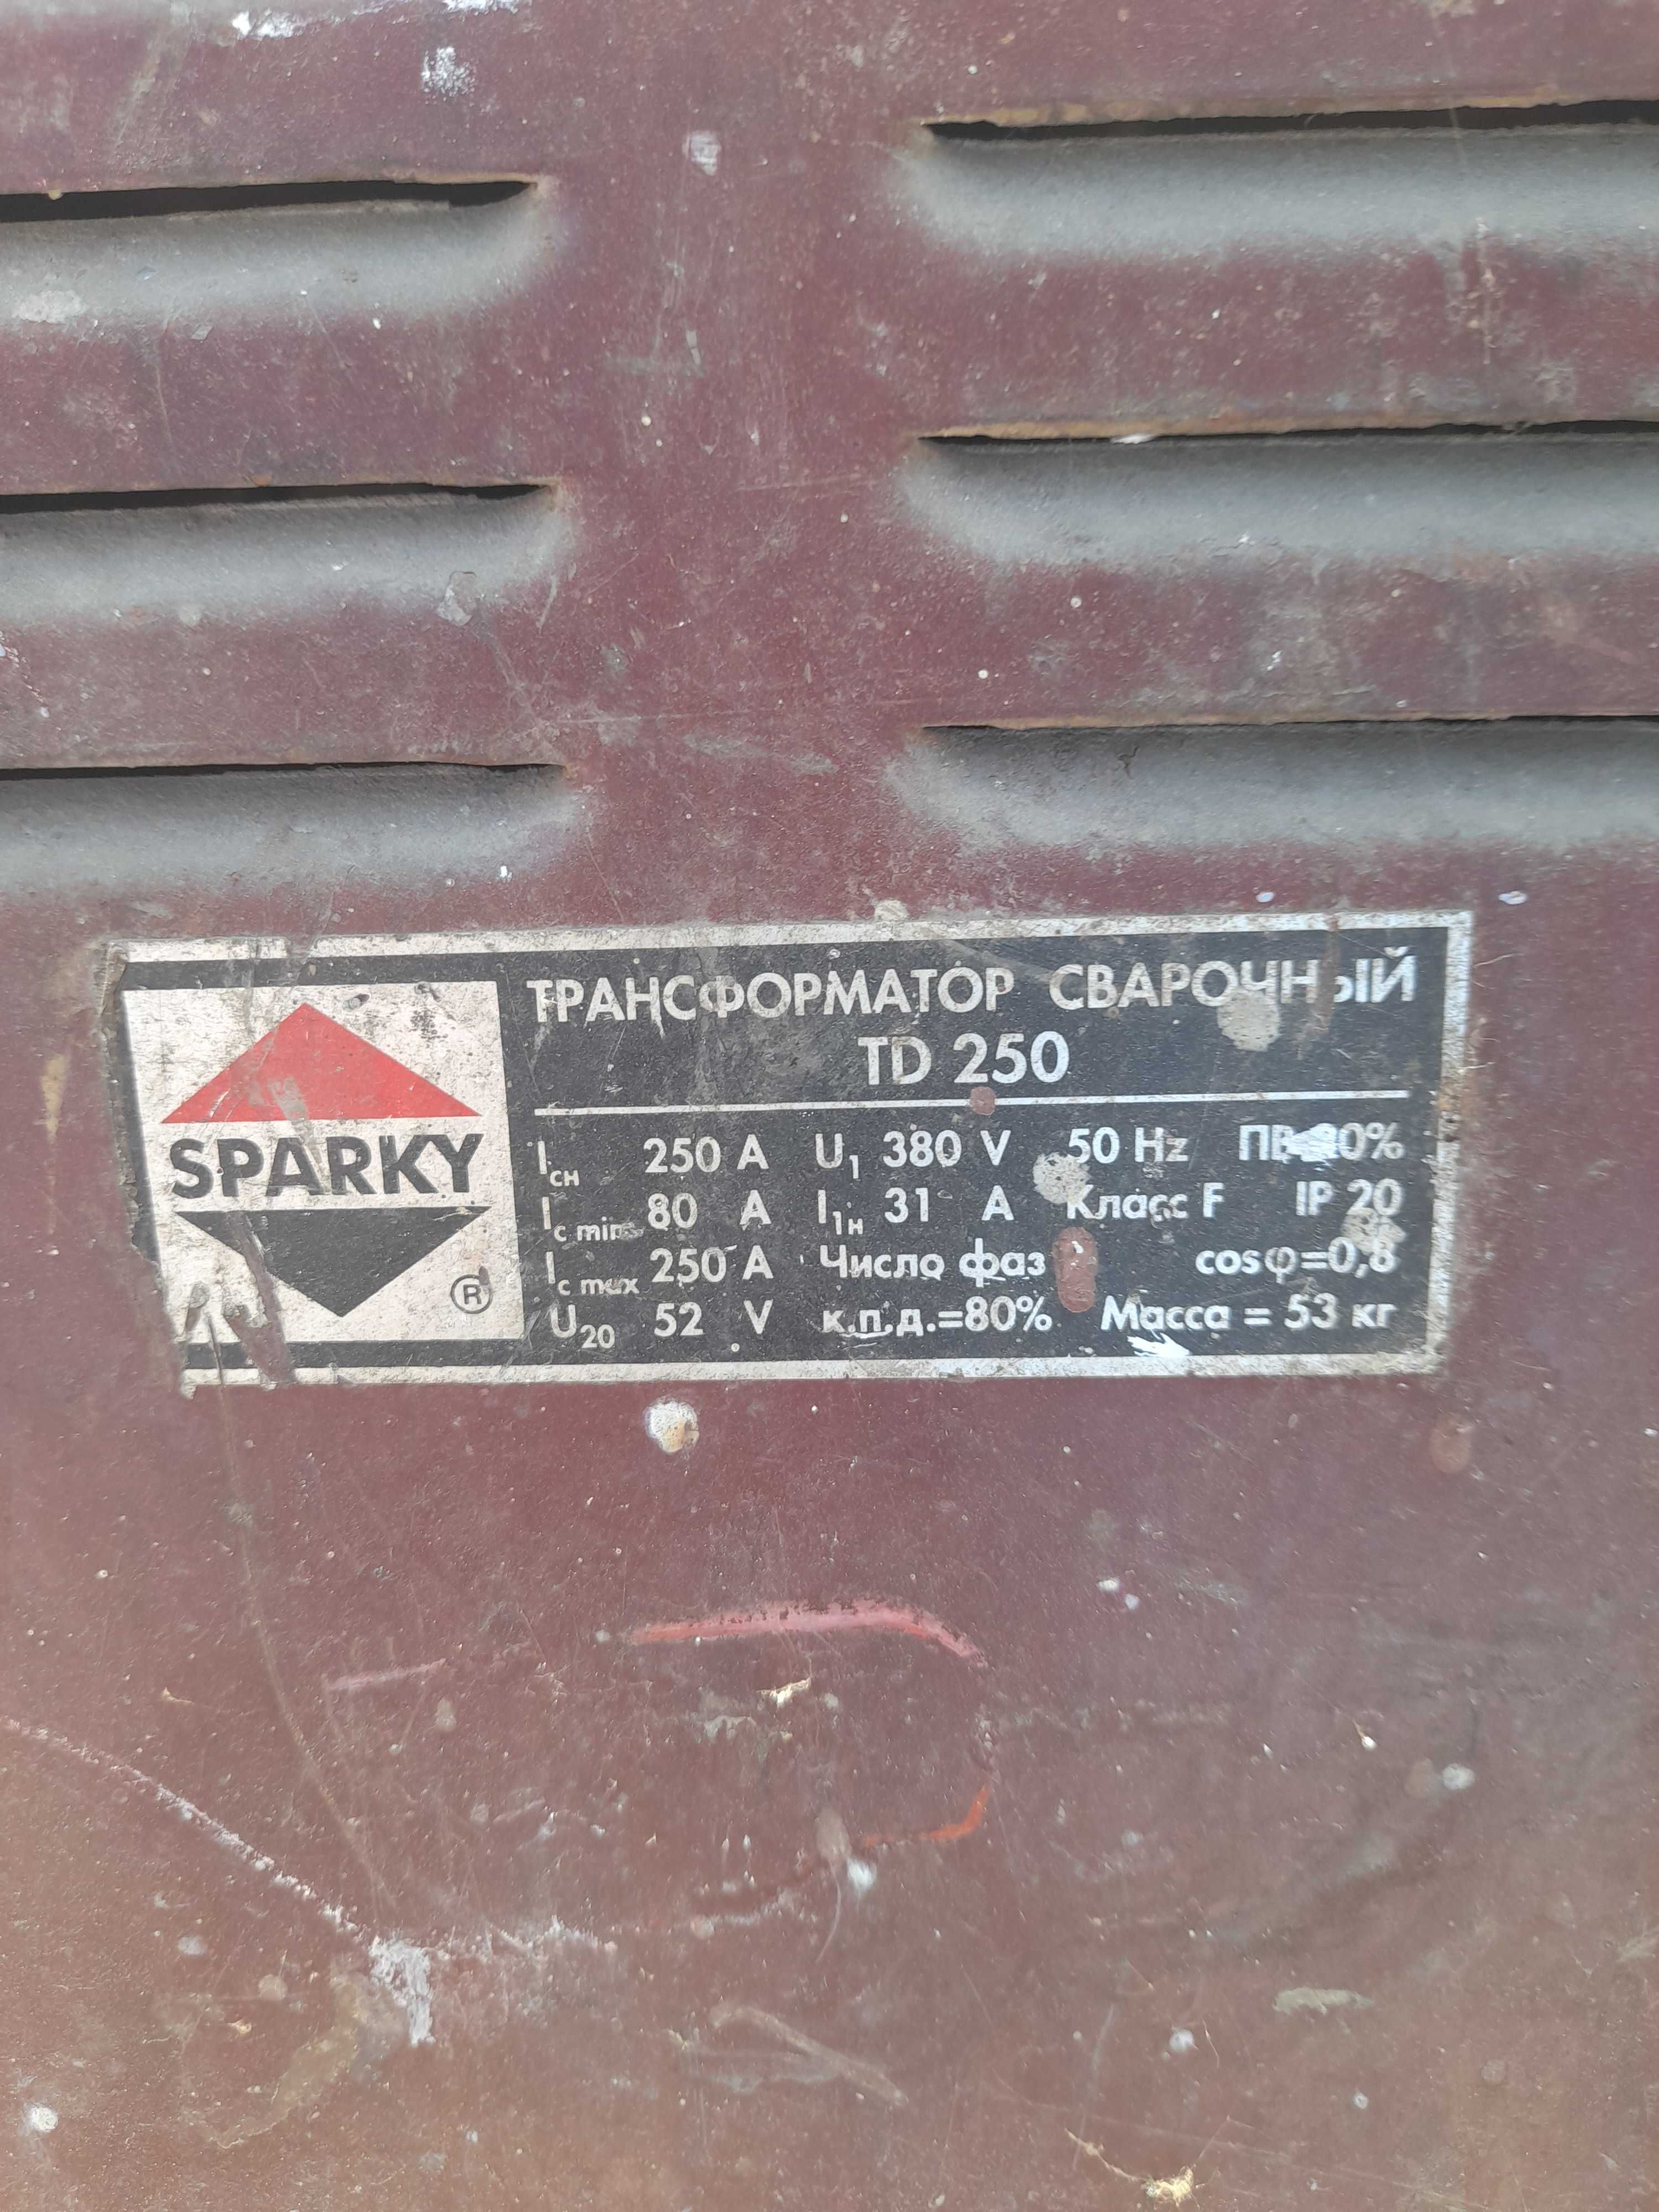 ТРАНСФОРМАТОР СВАРОЧНЫЙ
TD 250
SPARKY
®
Iсн 250 A U1 380 V 50 Hz
Ic min 80 A I1н 31 A Класс F IP 20
Ic max 250 A Число фаз cosφ=0,8
U20 52 V к.п.д.=80% Масса = 53 кг